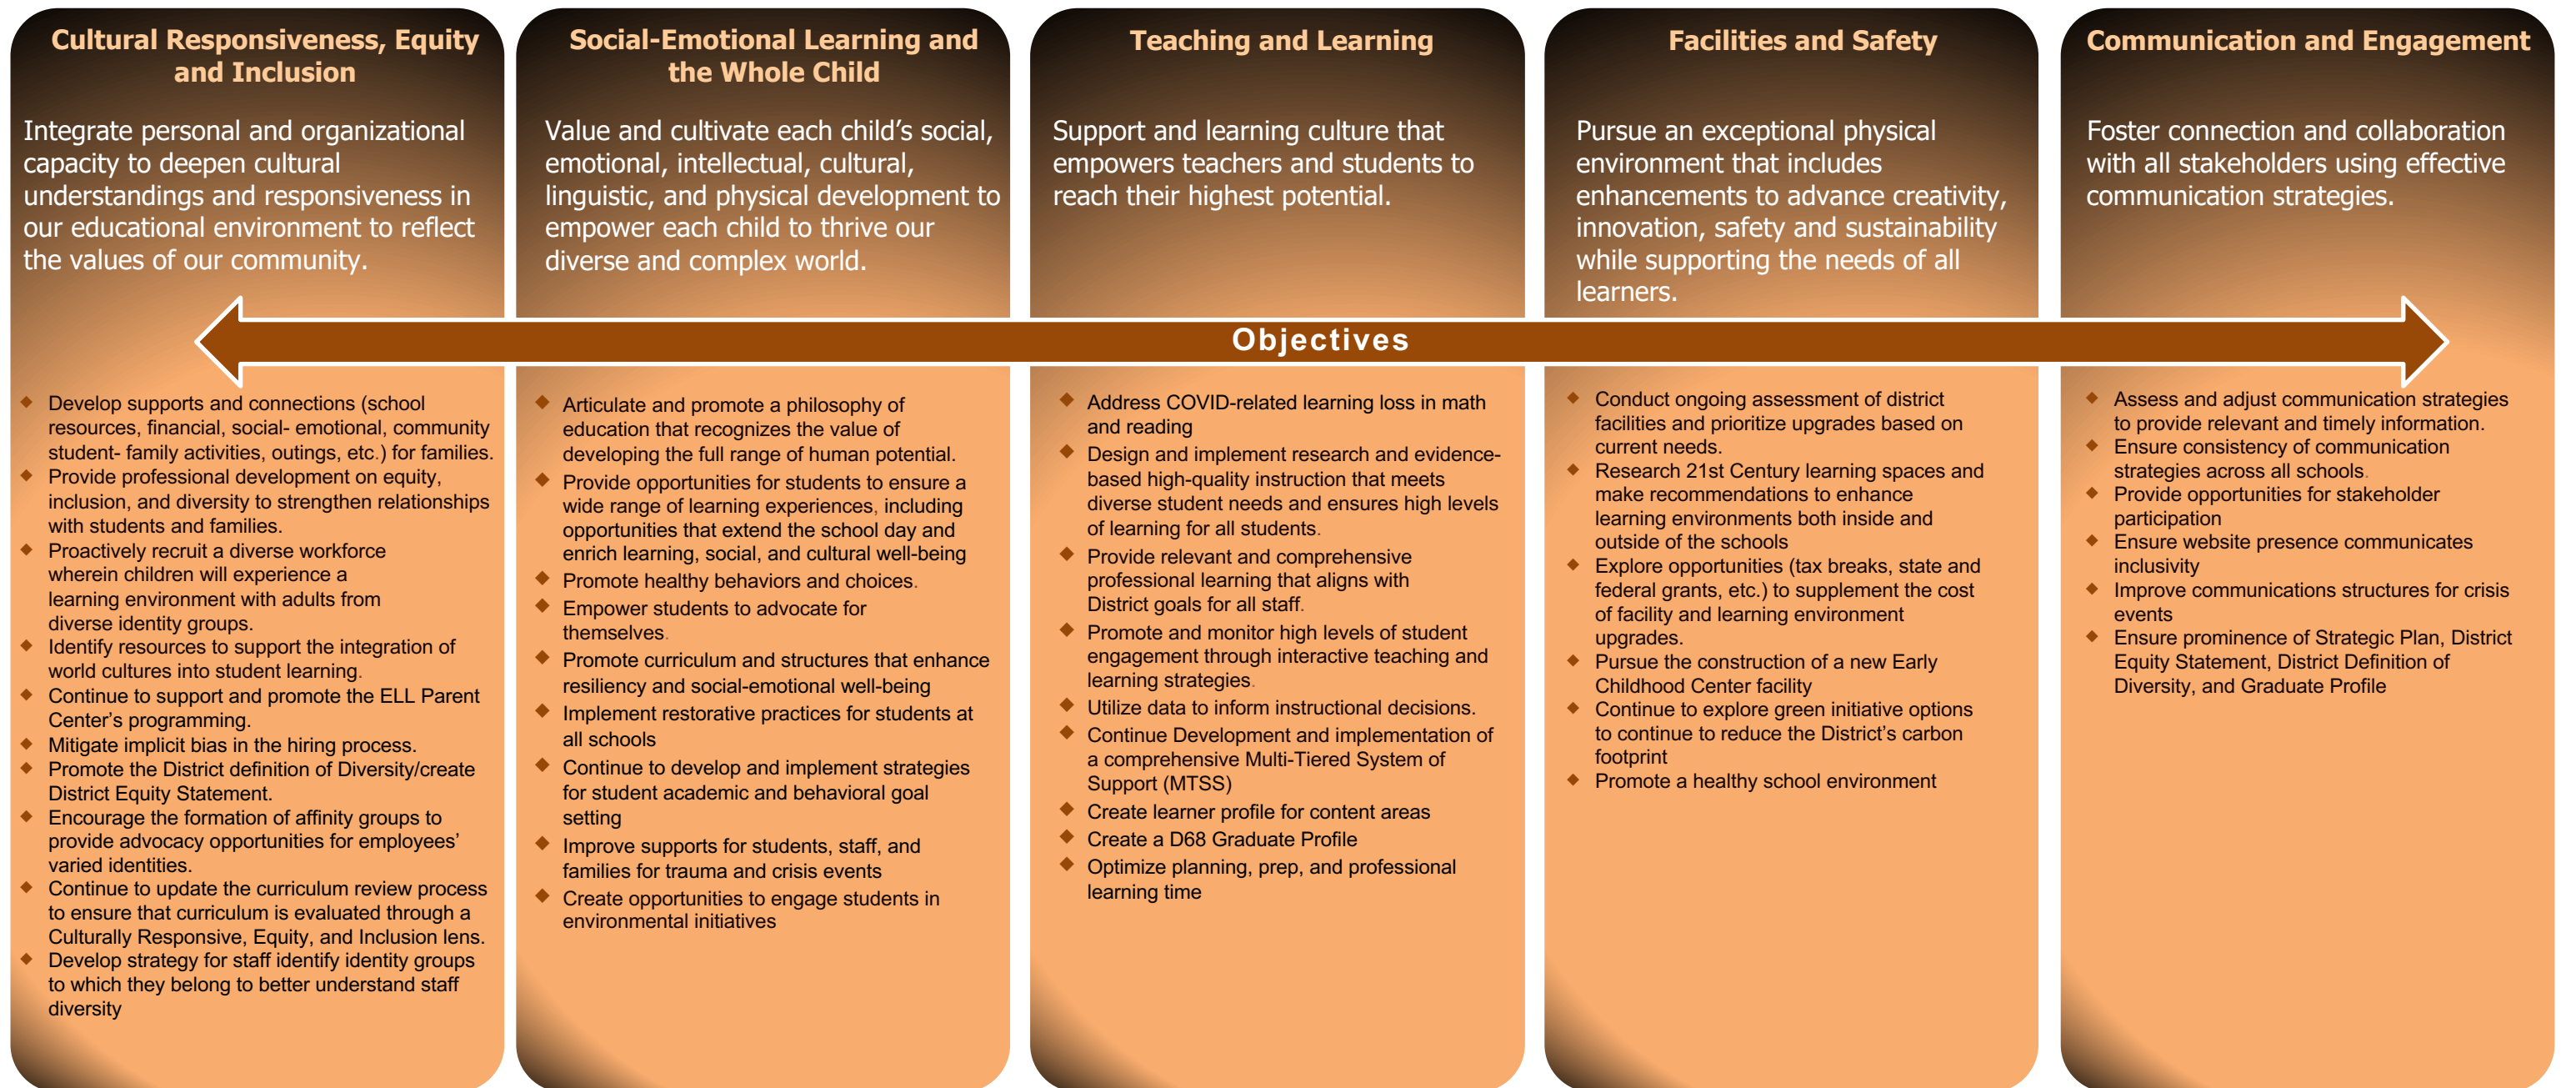 Cultural Responsiveness, Equity
and Inclusion
Integrate personal and organizational
capacity to deepen cultural
understandings and responsiveness in
our educational environment to reflect
the values of our community.
Social-Emotional Learning and
the Whole Child
Value and cultivate each child's social,
emotional, intellectual, cultural,
linguistic, and physical development to
empower each child to thrive our
diverse and complex world.
Teaching and Learning
Support and learning culture that
empowers teachers and students to
reach their highest potential.
Facilities and Safety
Pursue an exceptional physical
environment that includes
enhancements to advance creativity,
innovation, safety and sustainability
while supporting the needs of all
learners.
Communication and Engagement
Foster connection and collaboration
with all stakeholders using effective
communication strategies.
Objectives
◆ Develop supports and connections (school
resources, financial, social- emotional, community
student- family activities, outings, etc.) for families.
◆ Provide professional development on equity,
inclusion, and diversity to strengthen relationships
with students and families.
◆ Proactively recruit a diverse workforce
wherein children will experience a
learning environment with adults from
diverse identity groups.
◆ Identify resources to support the integration of
world cultures into student learning.
◆ Continue to support and promote the ELL Parent
Center's programming.
◆ Mitigate implicit bias in the hiring process.
◆ Promote the District definition of Diversity/create
District Equity Statement.
◆ Encourage the formation of affinity groups to
provide advocacy opportunities for employees'
varied identities.
◆ Continue to update the curriculum review process
to ensure that curriculum is evaluated through a
Culturally Responsive, Equity, and Inclusion lens.
◆ Develop strategy for staff identify identity groups
to which they belong to better understand staff
diversity
◆ Articulate and promote a philosophy of
education that recognizes the value of
developing the full range of human potential.
◆ Provide opportunities for students to ensure a
wide range of learning experiences, including
opportunities that extend the school day and
enrich learning, social, and cultural well-being
◆ Promote healthy behaviors and choices.
◆ Empower students to advocate for
themselves.
◆ Promote curriculum and structures that enhance
resiliency and social-emotional well-being
◆ Implement restorative practices for students at
all schools
◆ Continue to develop and implement strategies
for student academic and behavioral goal
setting
◆ Improve supports for students, staff, and
families for trauma and crisis events
◆ Create opportunities to engage students in
environmental initiatives
◆ Address COVID-related learning loss in math
and reading
◆ Design and implement research and evidence-
based high-quality instruction that meets
diverse student needs and ensures high levels
of learning for all students.
◆ Provide relevant and comprehensive
professional learning that aligns with
District goals for all staff.
◆ Promote and monitor high levels of student
engagement through interactive teaching and
learning strategies.
◆ Utilize data to inform instructional decisions.
◆ Continue Development and implementation of
a comprehensive Multi-Tiered System of
Support (MTSS)
◆ Create learner profile for content areas
◆ Create a D68 Graduate Profile
◆ Optimize planning, prep, and professional
learning time
◆ Conduct ongoing assessment of district
facilities and prioritize upgrades based on
current needs.
◆ Research 21st Century learning spaces and
make recommendations to enhance
learning environments both inside and
outside of the schools
◆ Explore opportunities (tax breaks, state and
federal grants, etc.) to supplement the cost
of facility and learning environment
upgrades.
◆ Pursue the construction of a new Early
Childhood Center facility
◆ Continue to explore green initiative options
to continue to reduce the District's carbon
footprint
◆ Promote a healthy school environment
◆ Assess and adjust communication strategies
to provide relevant and timely information.
◆ Ensure consistency of communication
strategies across all schools.
◆ Provide opportunities for stakeholder
participation
◆ Ensure website presence communicates
inclusivity
◆ Improve communications structures for crisis
events
◆ Ensure prominence of Strategic Plan, District
Equity Statement, District Definition of
Diversity, and Graduate Profile